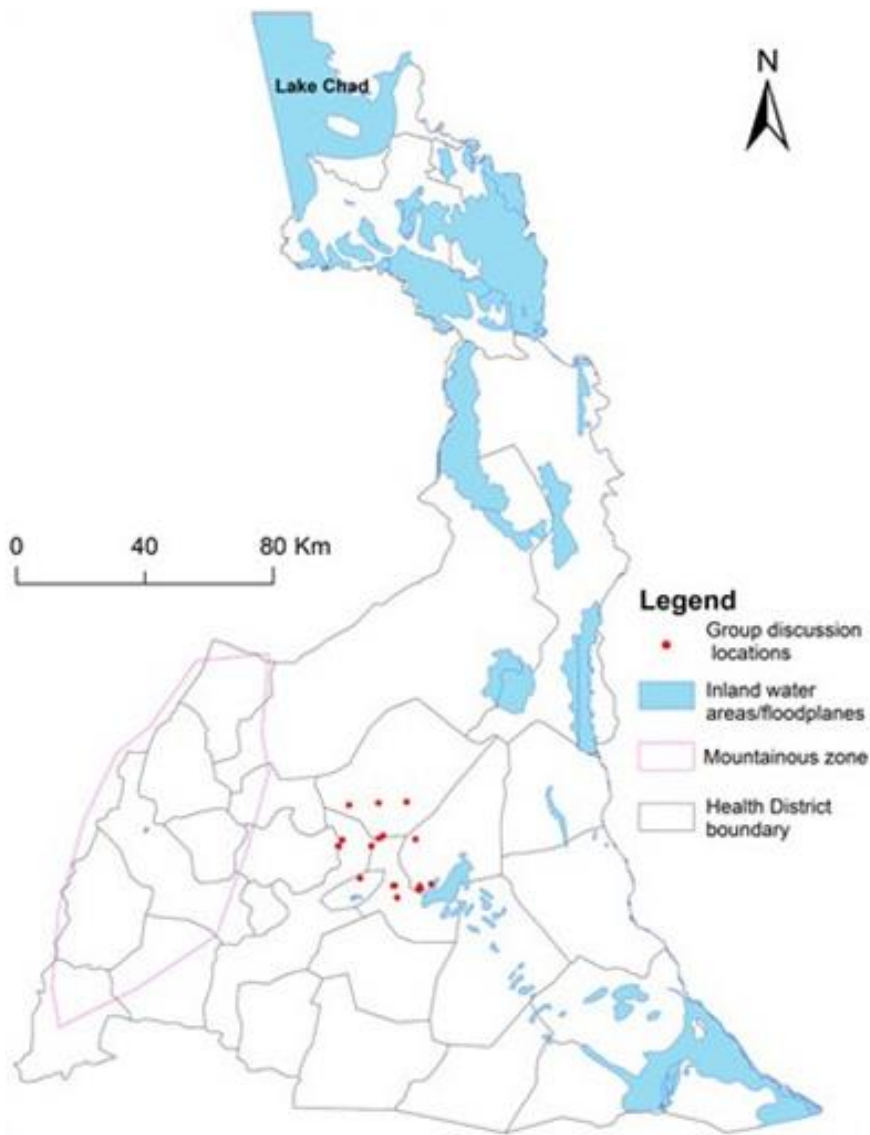 Lake Chad
N
0 40 80 Km
Legend
Group discussion
locations
Inland water
areas/floodplanes
Mountainous zone
Health District
boundary